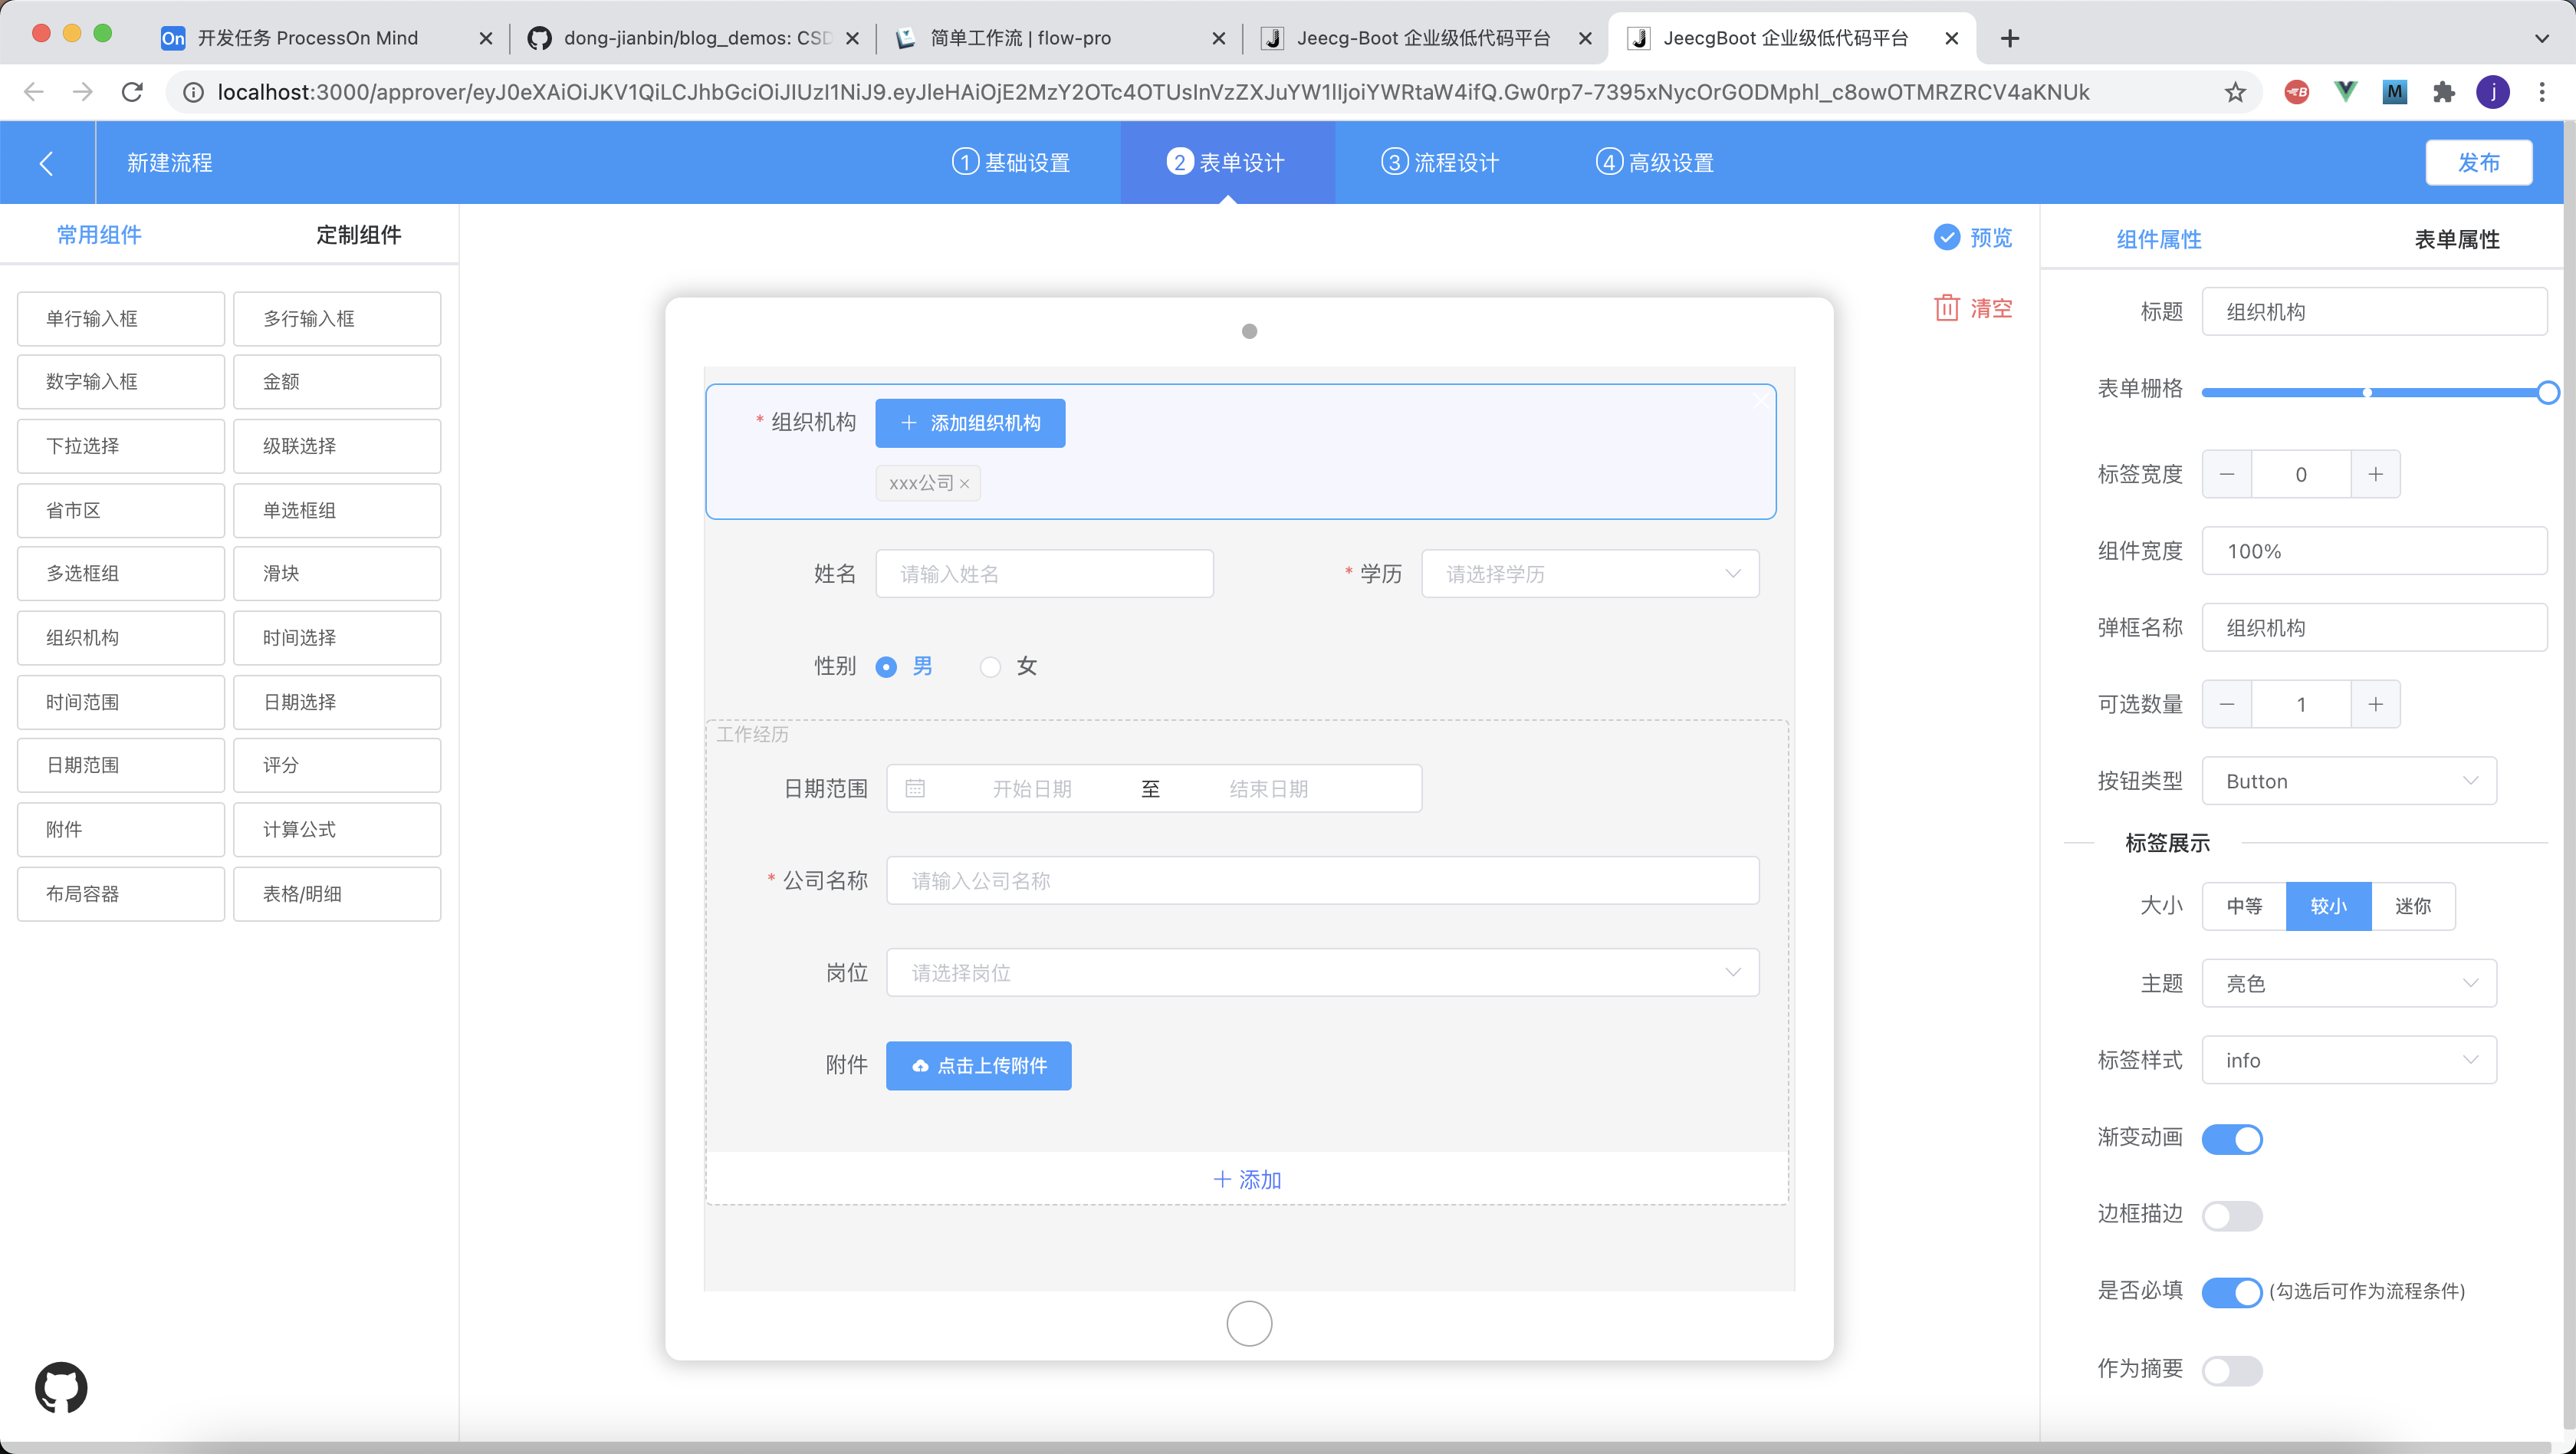 On 开发任务 ProcessOn Mind
dong-jianbin/blog_demos: CSD
简单工作流 | flow-pro
Jeecg-Boot 企业级低代码平台
JeecgBoot 企业级低代码平台
localhost:3000/approver/eyJ0eXAiOiJKV1QiLCJhbGciOiJIUzI1NiJ9.eyJleHAiOjE2MzY2OTc4OTUsInVzZXJuYW1lIjoiYWRtaW4ifQ.Gw0rp7-7395xNycOrGODMphl_c8owOTMRZRCV4aKNUk
B
M
j
新建流程
1 基础设置
2 表单设计
3 流程设计
4 高级设置
发布
常用组件
定制组件
单行输入框
多行输入框
数字输入框
金额
下拉选择
级联选择
省市区
单选框组
多选框组
滑块
组织机构
时间选择
时间范围
日期选择
日期范围
评分
附件
计算公式
布局容器
表格/明细
预览
清空
* 组织机构
添加组织机构
xxx公司
姓名
请输入姓名
* 学历
请选择学历
性别
男
女
工作经历
日期范围
开始日期
至
结束日期
* 公司名称
请输入公司名称
岗位
请选择岗位
附件
点击上传附件
+ 添加
组件属性
表单属性
标题
组织机构
表单栅格
标签宽度
0
组件宽度
100%
弹框名称
组织机构
可选数量
1
按钮类型
Button
标签展示
大小
中等
较小
迷你
主题
亮色
标签样式
info
渐变动画
边框描边
是否必填
(勾选后可作为流程条件)
作为摘要